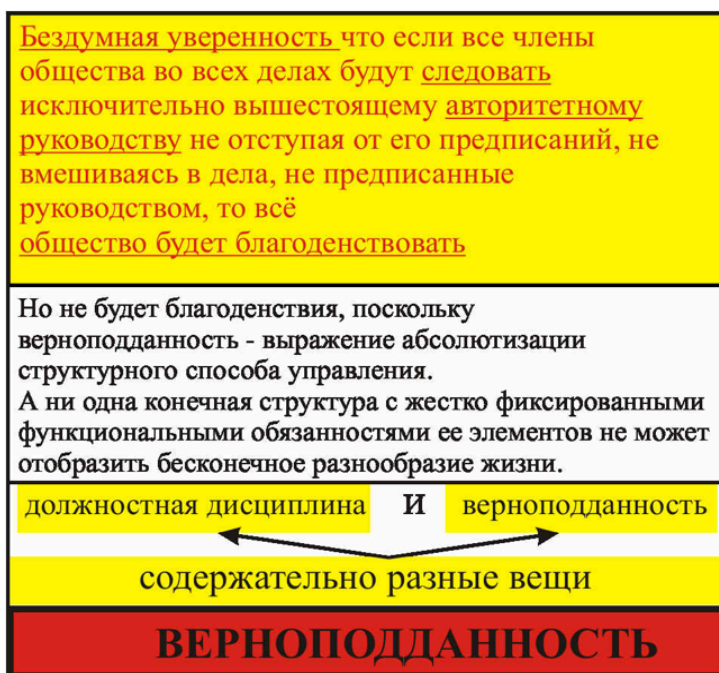 Бездумная уверенность что если все члены
общества во всех делах будут следовать
исключительно вышестоящему авторитетному
руководству не отступая от его предписаний, не
вмешиваясь в дела, не предписанные
руководством, то всё
общество будет благоденствовать
Но не будет благоденствия, поскольку
верноподданность - выражение абсолютизации
структурного способа управления.
А ни одна конечная структура с жестко фиксированными
функциональными обязанностями ее элементов не может
отобразить бесконечное разнообразие жизни.
должностная дисциплина И верноподданность
содержательно разные вещи
ВЕРНОПОДДАННОСТЬ